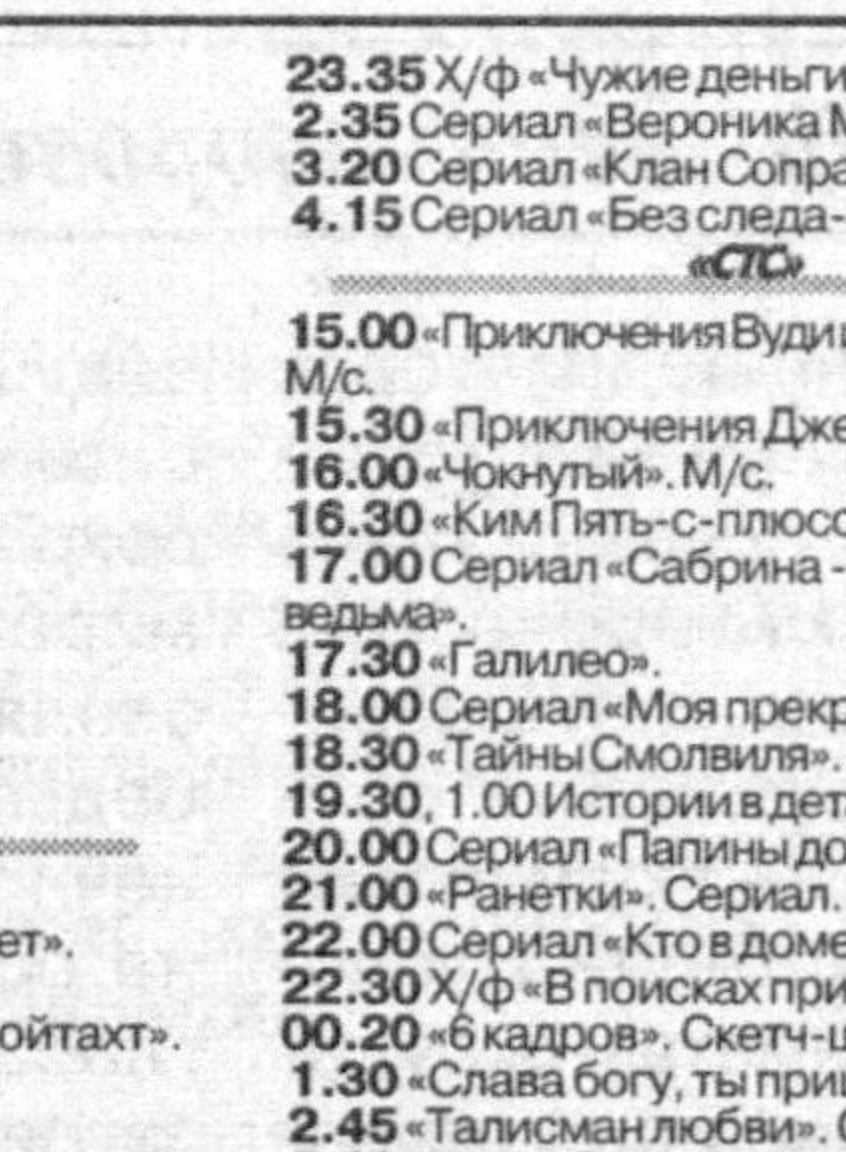 23.35 Х/ф «Чужие деньги
2.35 Сериал «Вероника М
3.20 Сериал «Клан Сопра
4.15 Сериал «Без следа-
«СТС»
15.00 «Приключения Вуди и
М/с.
15.30 «Приключения Дже
16.00 «Чокнутый». М/с.
16.30 «Ким Пять-с-плюсо
17.00 Сериал «Сабрина -
ведьма».
17.30 «Галилео».
18.00 Сериал «Моя прекр
18.30 «Тайны Смолвиля».
19.30, 1.00 Истории в дета
20.00 Сериал «Папины до
21.00 «Ранетки». Сериал.
22.00 Сериал «Кто в доме
22.30 Х/ф «В поисках при
00.20 «6 кадров». Скетч-ш
1.30 «Слава богу, ты приш
2.45 «Талисман любви». С
ет».
ойтахт».